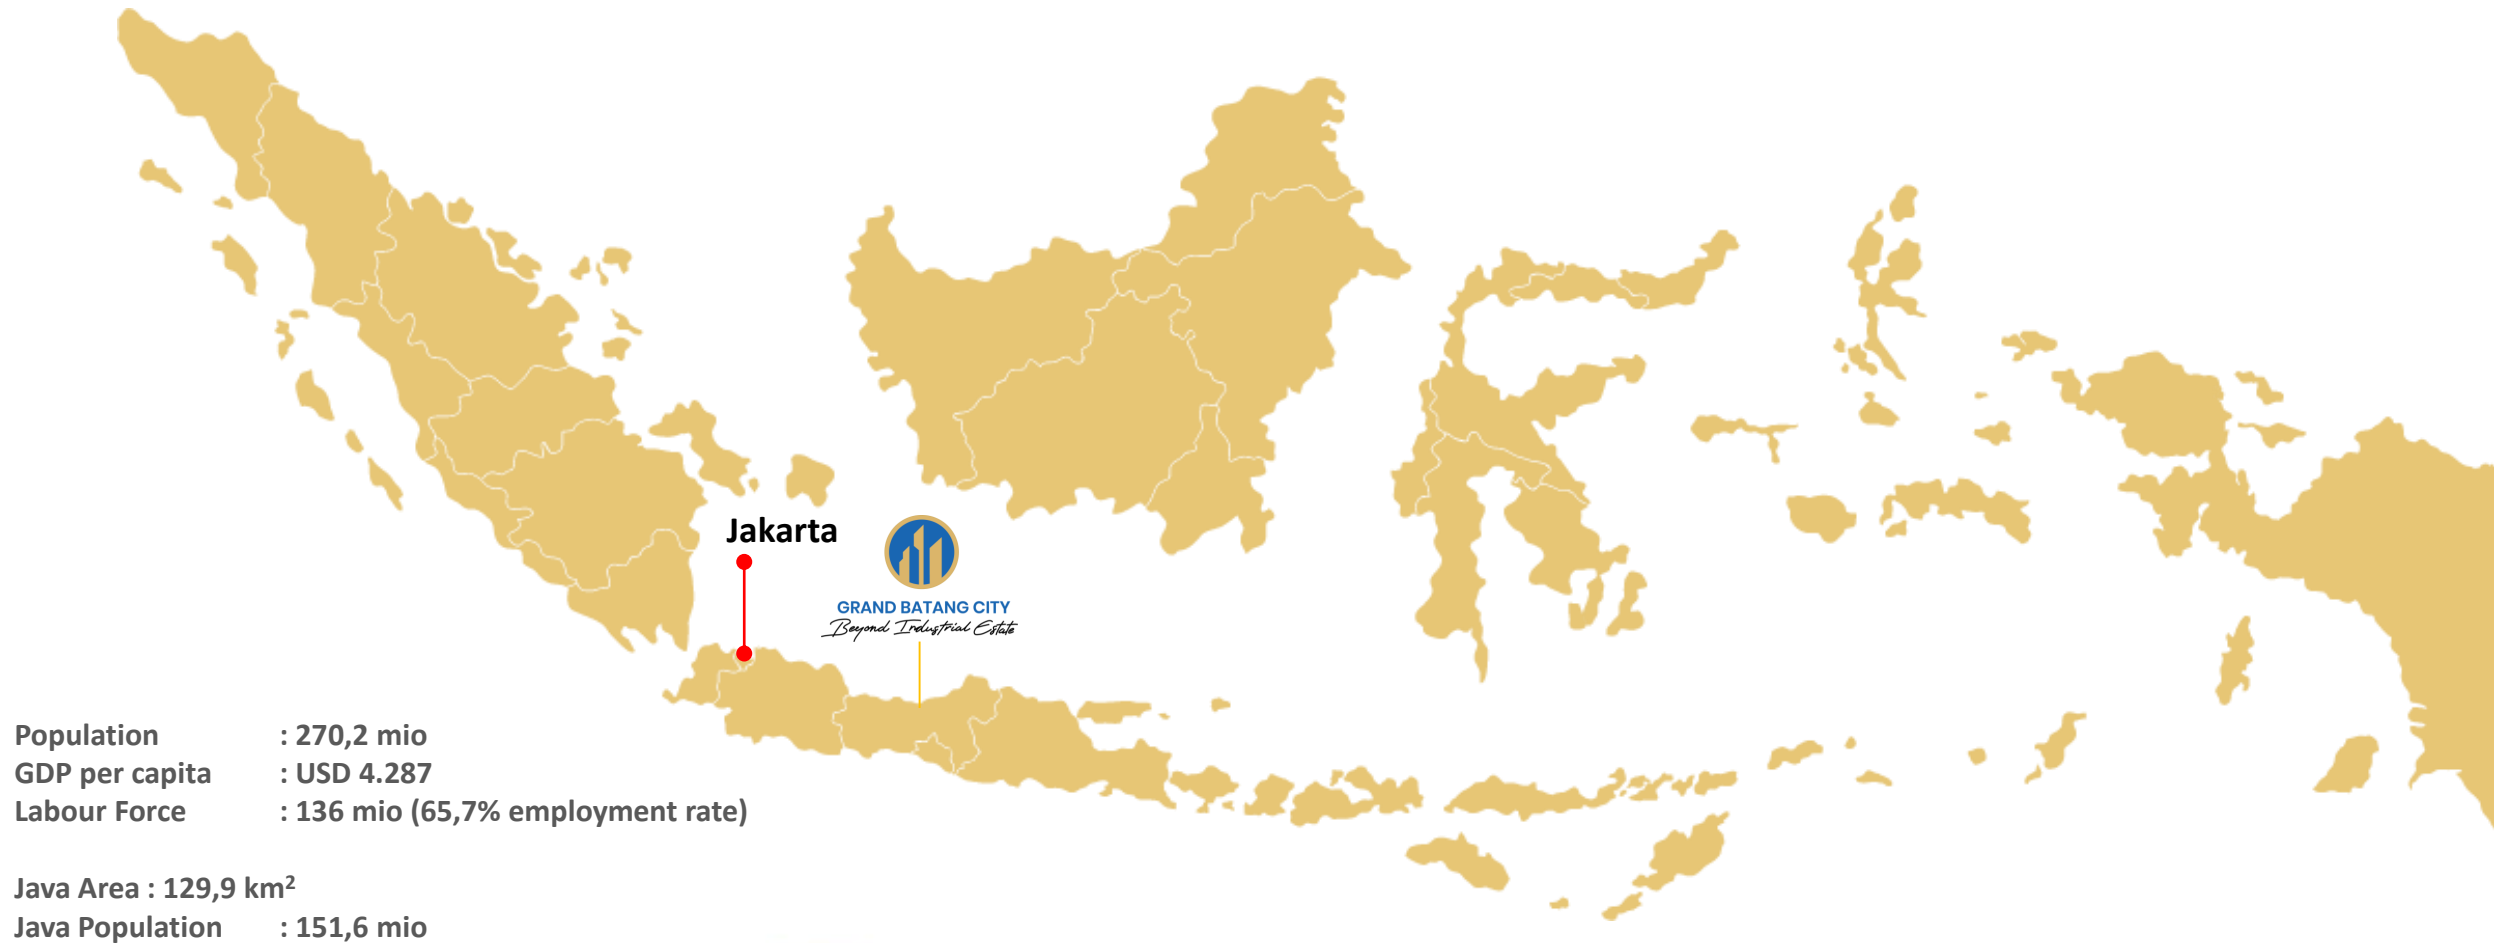 Jakarta
GRAND BATANG CITY
Beyond Industrial Estate
Population : 270,2 mio
GDP per capita : USD 4.287
Labour Force : 136 mio (65,7% employment rate)
Java Area : 129,9 km²
Java Population : 151,6 mio